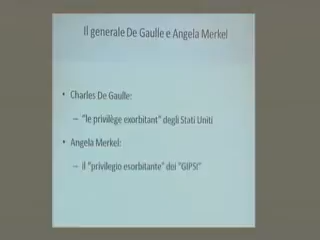 Il generale De Gaulle e Angela Merkel
• Charles De Gaulle:
– "le privilège exorbitant" degli Stati Uniti
• Angela Merkel:
– il "privilegio esorbitante" dei "GIPSI"